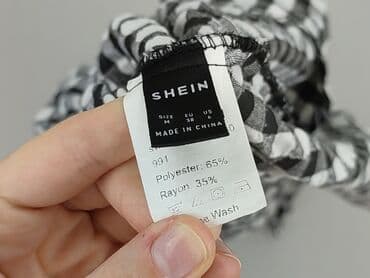 SHEIN
SIZE EU US
M 38 6
MADE IN CHINA
991
Polyester: 65%
Rayon: 35%
Wash